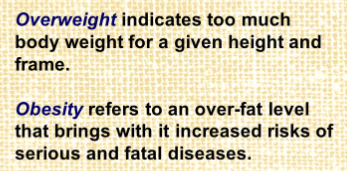 Overweight indicates too much
body weight for a given height and
frame.
Obesity refers to an over-fat level
that brings with it increased risks of
serious and fatal diseases.